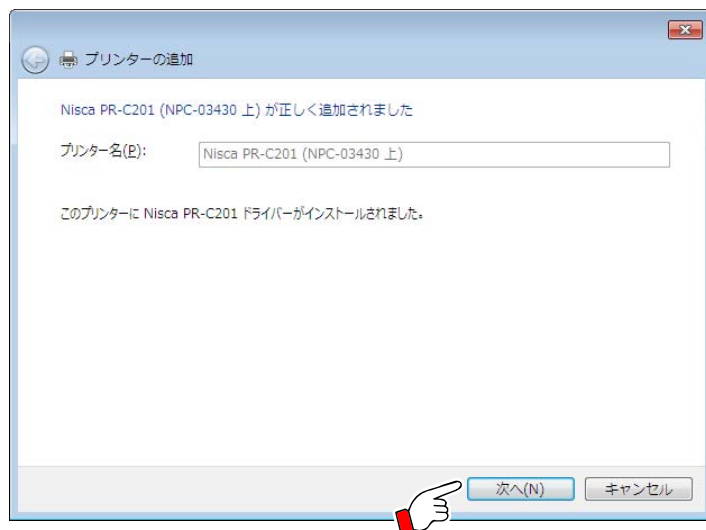 プリンターの追加
Nisca PR-C201 (NPC-03430 上) が正しく追加されました
プリンター名(P):
Nisca PR-C201 (NPC-03430 上)
このプリンターに Nisca PR-C201 ドライバーがインストールされました。
次へ(N)
キャンセル